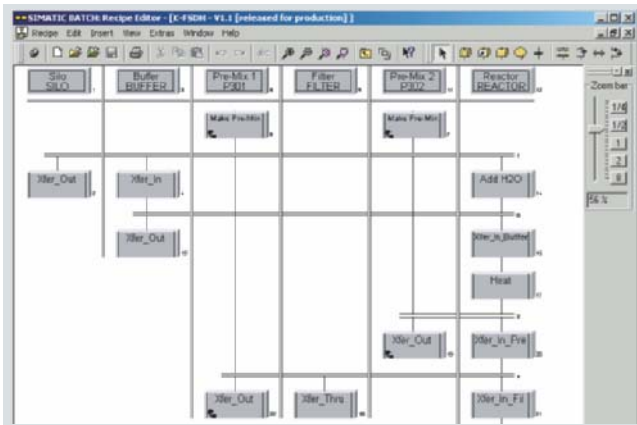 SIMATIC BATCH: Recipe Editor - [E-FSDH - V1.1 [released for production] ]
Recipe Edit Insert View Extras Window Help
Silo
SILO
Buffer
BUFFER
Pre-Mix 1
P301
Filter
FILTER
Pre-Mix 2
P302
Reactor
REACTOR
Zoom bar
1/4
1/2
1
2
8
56 %
Make Pre-Mix
Make Pre-Mix
Xfer_Out
Xfer_In
Add H2O
Xfer_Out
Xfer_In_Buffer
Heat
Xfer_Out
Xfer_In_Pre
Xfer_Out
Xfer_Thro
Xfer_In_Fil